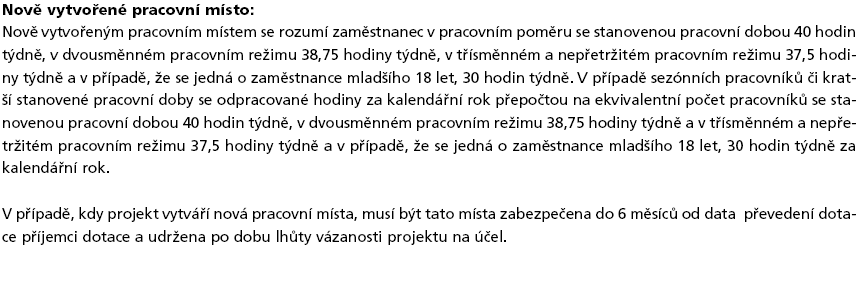 Nově vytvořené pracovní místo:
Nově vytvořeným pracovním místem se rozumí zaměstnanec v pracovním poměru se stanovenou pracovní dobou 40 hodin
týdně, v dvousměnném pracovním režimu 38,75 hodiny týdně, v třísměnném a nepřetržitém pracovním režimu 37,5 hodi-
ny týdně a v případě, že se jedná o zaměstnance mladšího 18 let, 30 hodin týdně. V případě sezónních pracovníků či krat-
ší stanovené pracovní doby se odpracované hodiny za kalendářní rok přepočtou na ekvivalentní počet pracovníků se sta-
novenou pracovní dobou 40 hodin týdně, v dvousměnném pracovním režimu 38,75 hodiny týdně a v třísměnném a nepře-
tržitém pracovním režimu 37,5 hodiny týdně a v případě, že se jedná o zaměstnance mladšího 18 let, 30 hodin týdně za
kalendářní rok.
V případě, kdy projekt vytváří nová pracovní místa, musí být tato místa zabezpečena do 6 měsíců od data  převedení dota-
ce příjemci dotace a udržena po dobu lhůty vázanosti projektu na účel.